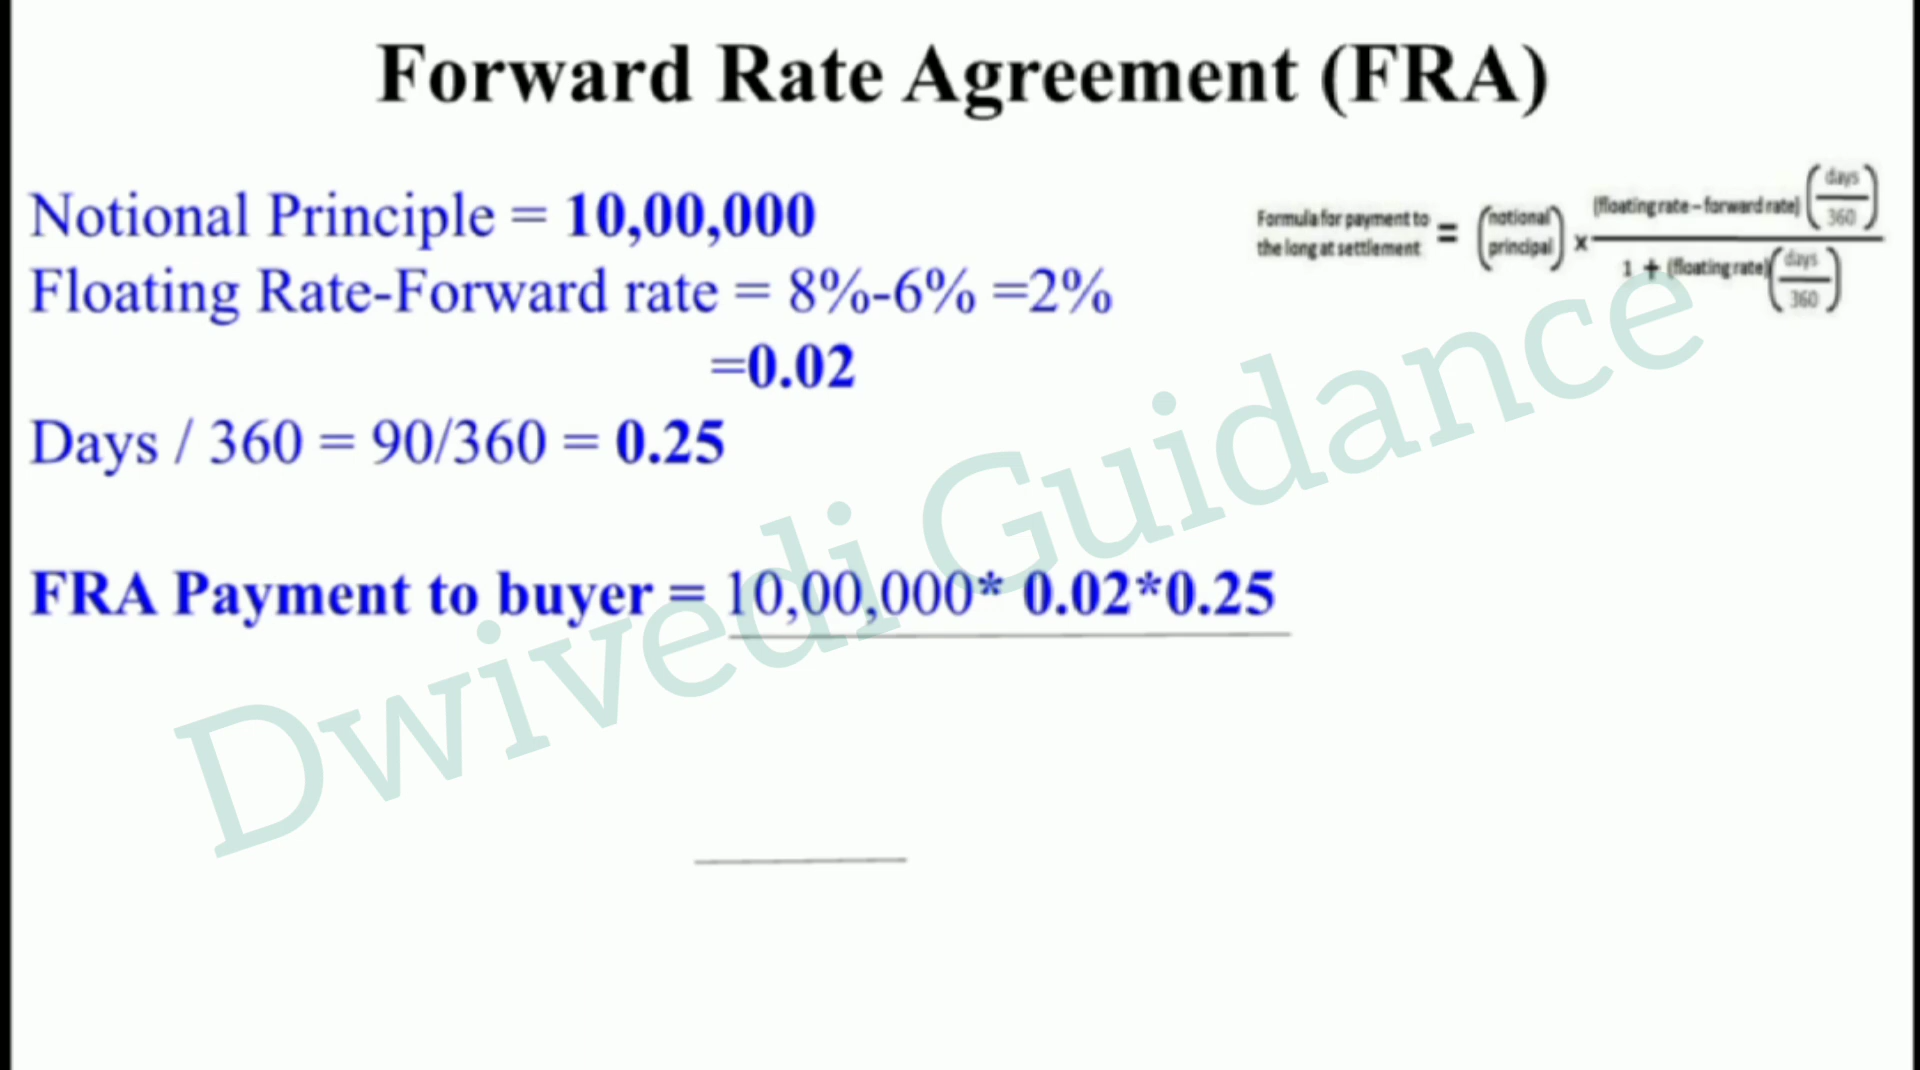 Forward Rate Agreement (FRA)
Notional Principle = 10,00,000
Floating Rate-Forward rate = 8%-6% =2%
=0.02
Days / 360 = 90/360 = 0.25
FRA Payment to buyer = 10,00,000* 0.02*0.25
Formula for payment to
the long at settlement
=
(notional
principal)
x
(floating rate – forward rate) (days
360)
1 + (floating rate) (days
360)
Dwivedi Guidance